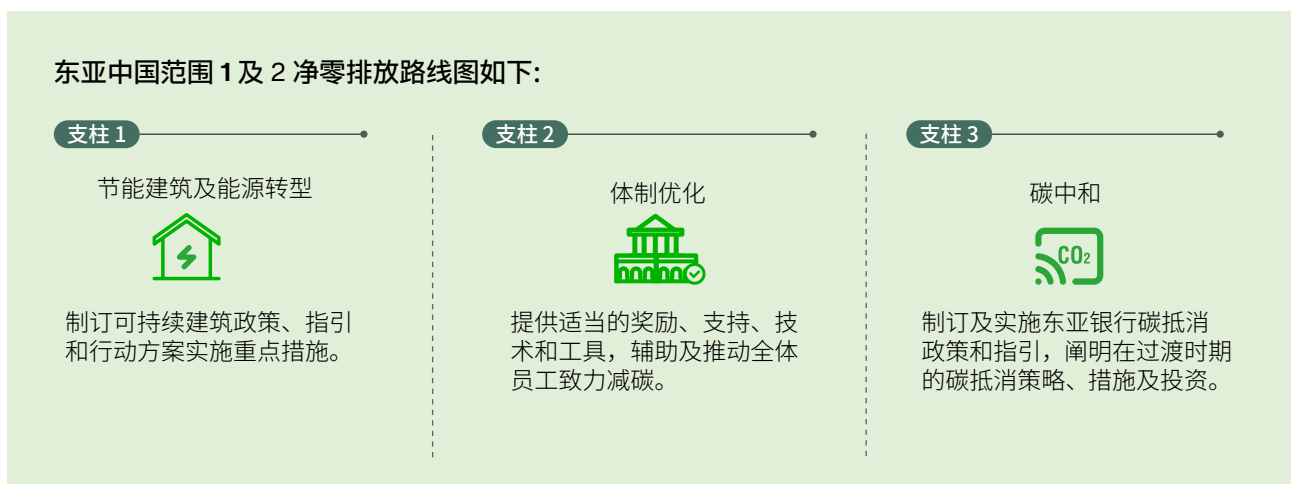 东亚中国范围 1 及 2 净零排放路线图如下：
支柱 1
节能建筑及能源转型
制订可持续建筑政策、指引
和行动方案实施重点措施。
支柱 2
体制优化
提供适当的奖励、支持、技
术和工具，辅助及推动全体
员工致力减碳。
支柱 3
碳中和
CO₂
制订及实施东亚银行碳抵消
政策和指引，阐明在过渡时期
的碳抵消策略、措施及投资。